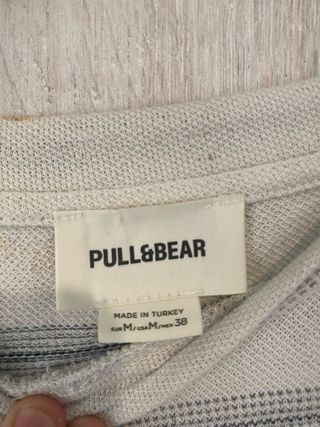 PULL&BEAR
MADE IN TURKEY
EUR M/USA M/MEX 38